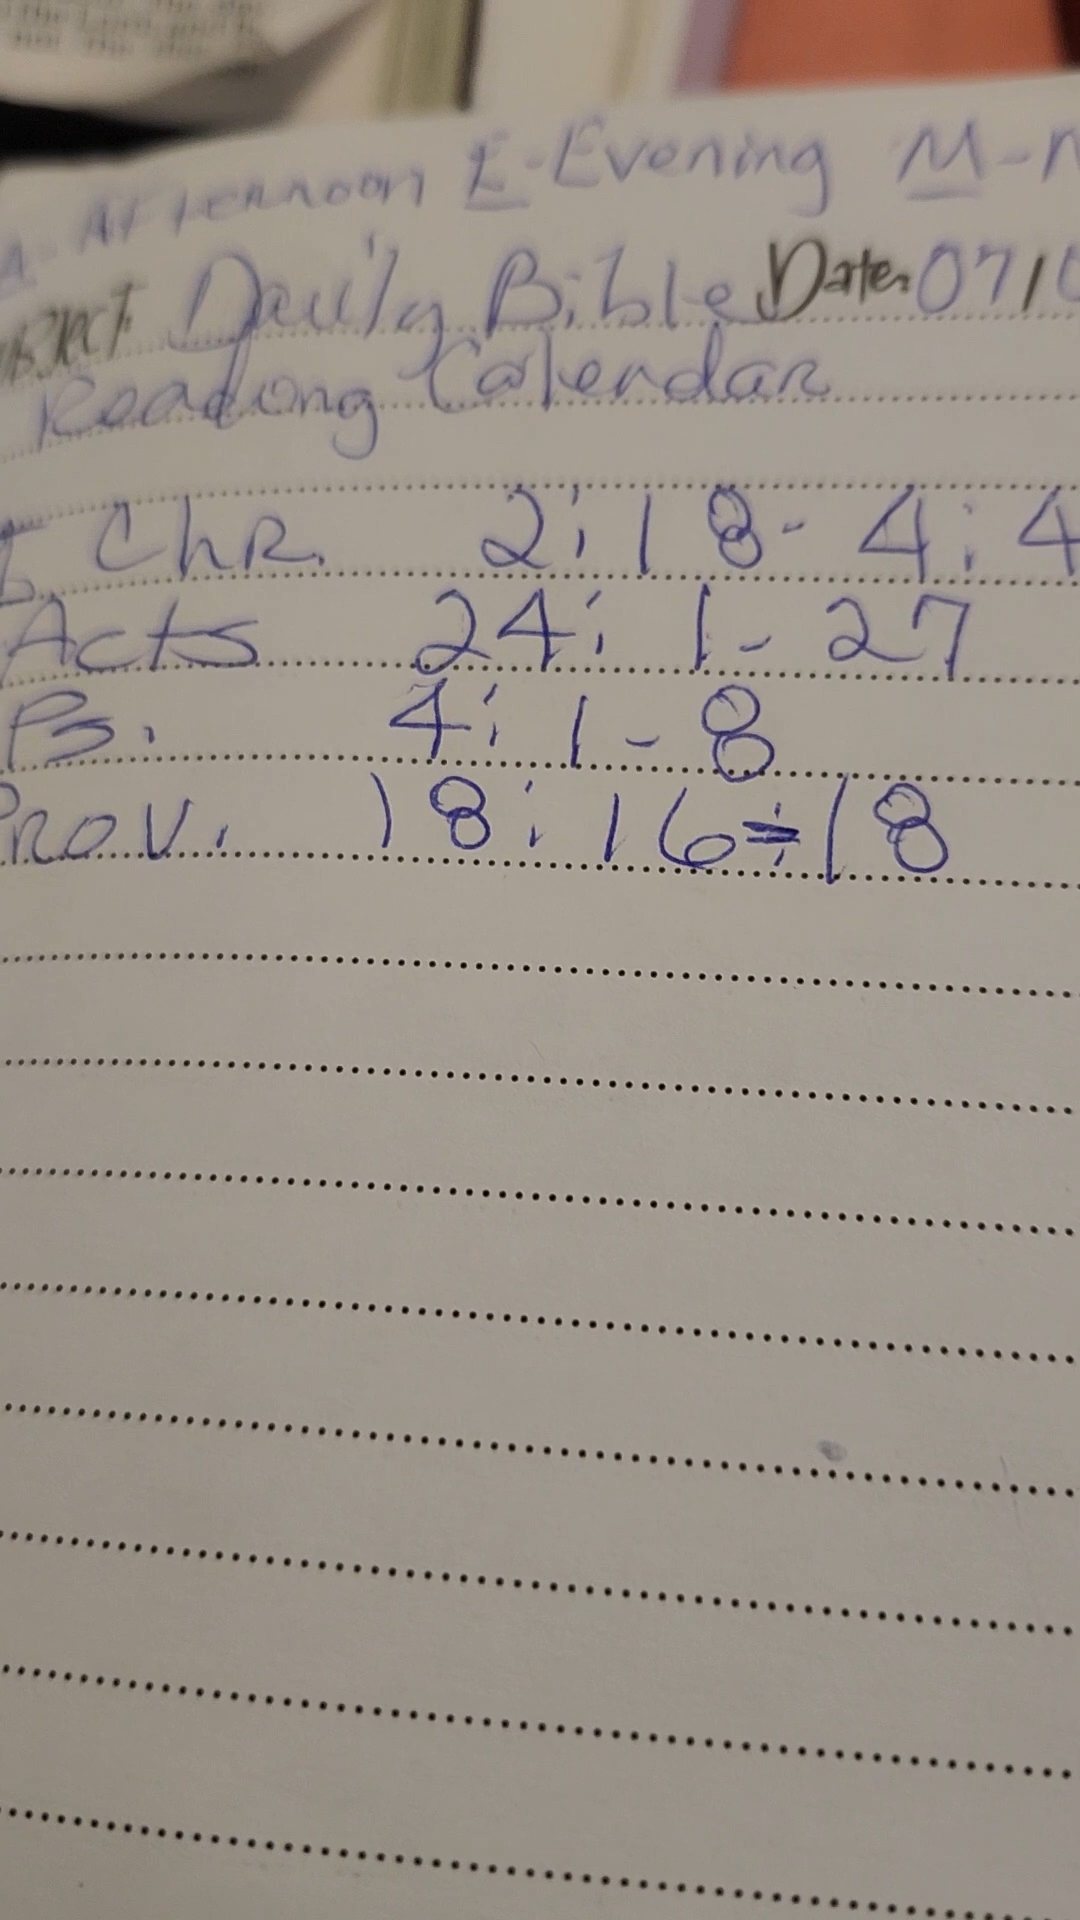 A - Afternoon E - Evening M -
Daily Bible Date: 07/
Reading Calendar
I Chr. 2:18 - 4:4
Acts 24: 1 - 27
Ps. 4: 1 - 8
Prov. 18: 16 - 18